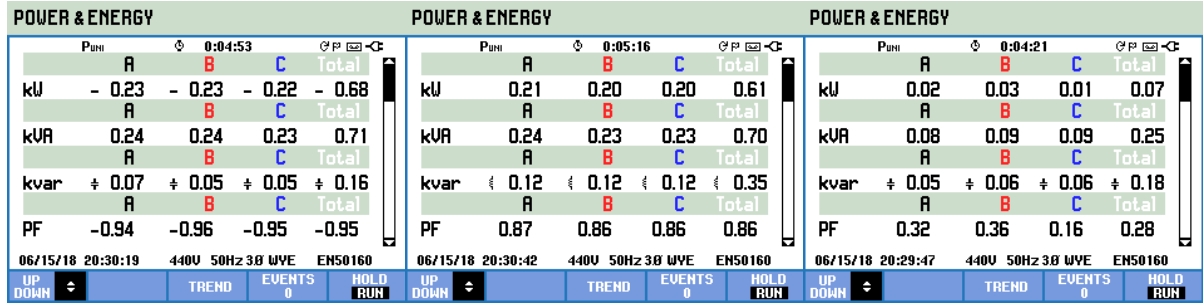 POWER & ENERGY
PUNI 0:04:53
A B C Total
kW - 0.23 - 0.23 - 0.22 - 0.68
A B C Total
kVA 0.24 0.24 0.23 0.71
A B C Total
kvar 0.07 0.05 0.05 0.16
A B C Total
PF -0.94 -0.96 -0.95 -0.95
06/15/18 20:30:19 440V 50Hz 3Ø WYE EN50160
UP DOWN TREND EVENTS 0 HOLD RUN
POWER & ENERGY
PUNI 0:05:16
A B C Total
kW 0.21 0.20 0.20 0.61
A B C Total
kVA 0.24 0.23 0.23 0.70
A B C Total
kvar 0.12 0.12 0.12 0.35
A B C Total
PF 0.87 0.86 0.86 0.86
06/15/18 20:30:42 440V 50Hz 3Ø WYE EN50160
UP DOWN TREND EVENTS 0 HOLD RUN
POWER & ENERGY
PUNI 0:04:21
A B C Total
kW 0.02 0.03 0.01 0.07
A B C Total
kVA 0.08 0.09 0.09 0.25
A B C Total
kvar 0.05 0.06 0.06 0.18
A B C Total
PF 0.32 0.36 0.16 0.28
06/15/18 20:29:47 440V 50Hz 3Ø WYE EN50160
UP DOWN TREND EVENTS 0 HOLD RUN